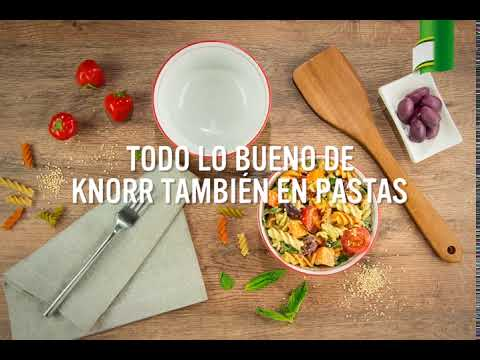 TODO LO BUENO DE
KNORR TAMBIÉN EN PASTAS